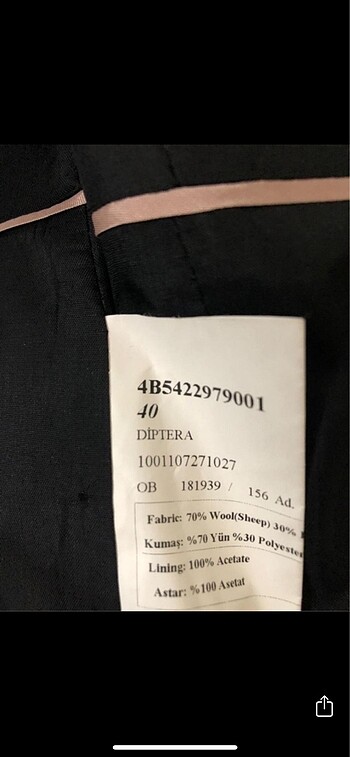 4B5422979001
40
DİPTERA
1001107271027
OB 181939 / 156 Ad.
Fabric: 70% Wool(Sheep) 30%
Kumaş: %70 Yün %30 Polyester
Lining: 100% Acetate
Astar: %100 Asetat